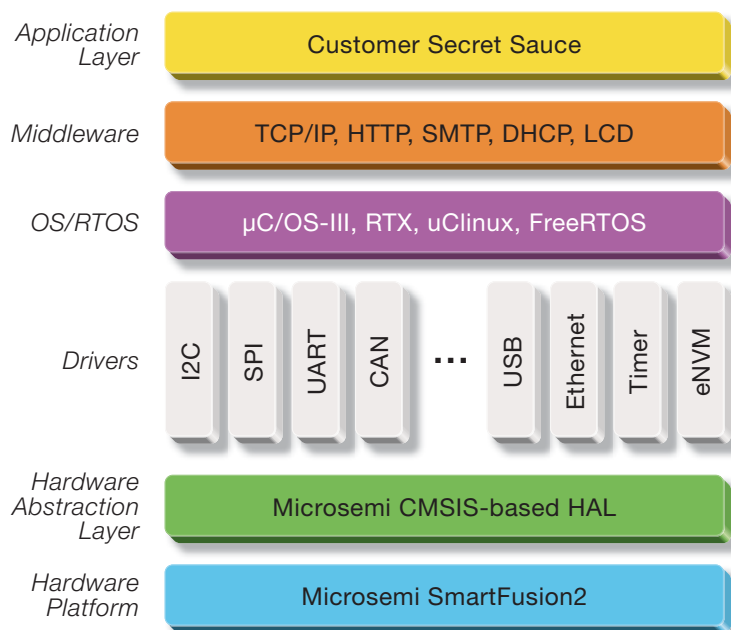 Application
Layer
Customer Secret Sauce
Middleware
TCP/IP, HTTP, SMTP, DHCP, LCD
OS/RTOS
µC/OS-III, RTX, uClinux, FreeRTOS
Drivers
I2C
SPI
UART
CAN
...
USB
Ethernet
Timer
eNVM
Hardware
Abstraction
Layer
Microsemi CMSIS-based HAL
Hardware
Platform
Microsemi SmartFusion2